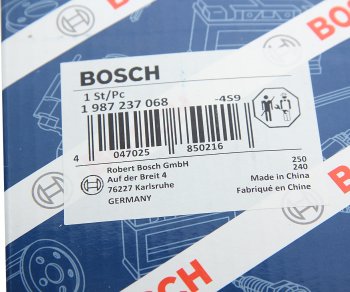 BOSCH
1 St/Pc
1 987 237 068 -4S9
4 047025 850216
Robert Bosch GmbH
Auf der Breit 4
76227 Karlsruhe
GERMANY
250
240
Made in China
Fabriqué en China
BOSCH
BOSCH